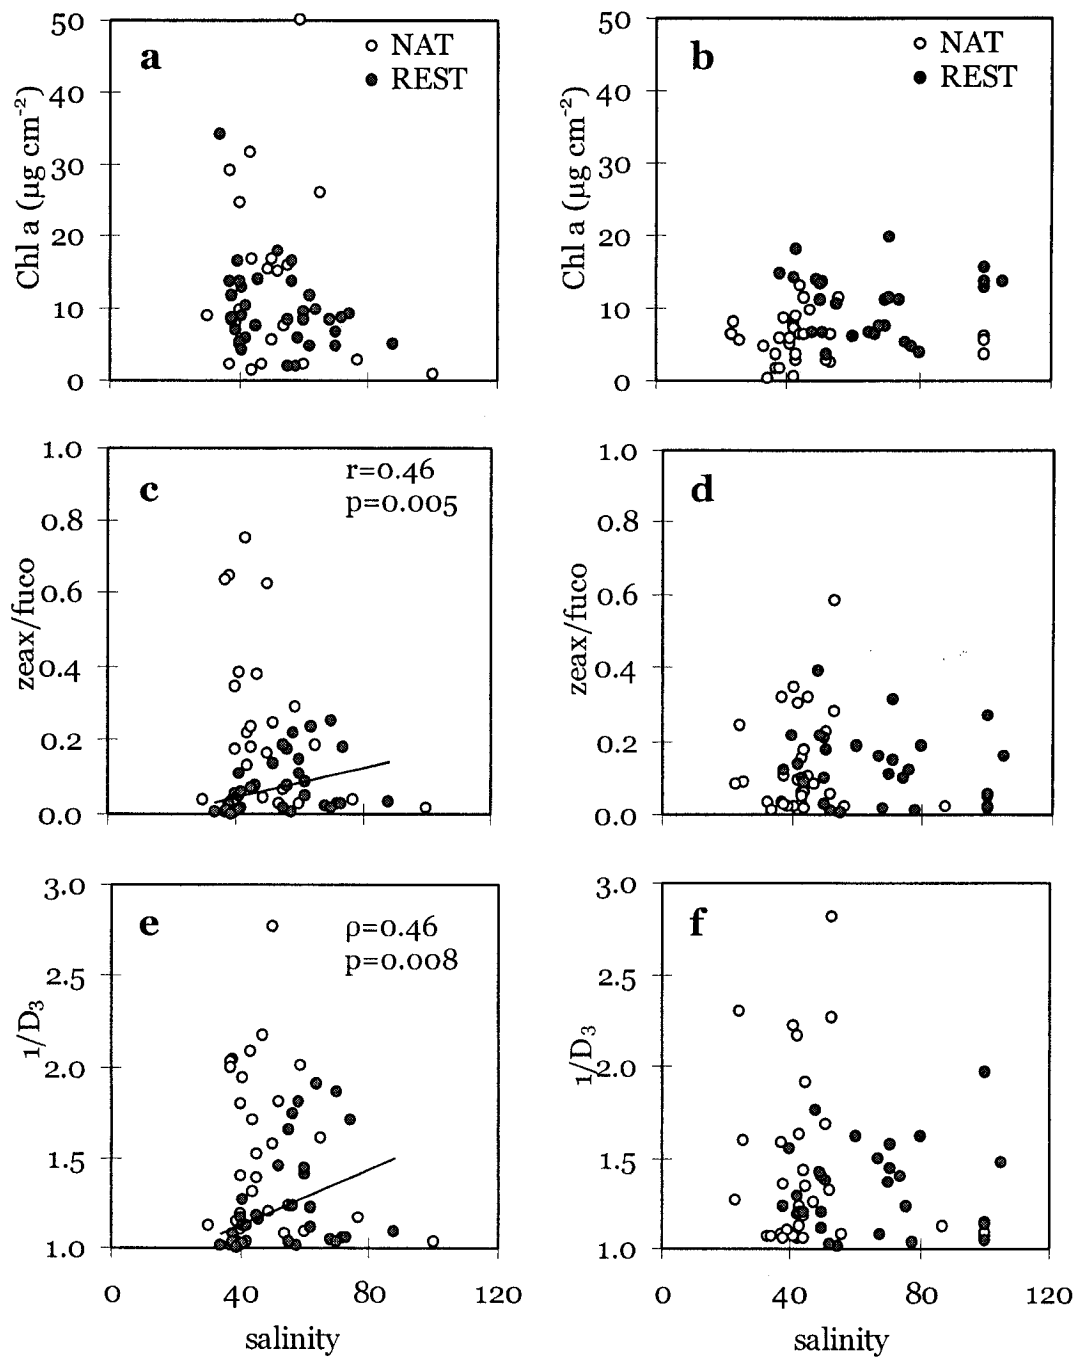 50
40
30
20
10
0
Chl a (µg cm⁻²)
a
NAT
REST
50
40
30
20
10
0
Chl a (µg cm⁻²)
b
NAT
REST
1.0
0.8
0.6
0.4
0.2
0.0
zeax/fuco
c
r=0.46
p=0.005
1.0
0.8
0.6
0.4
0.2
0.0
zeax/fuco
d
3.0
2.5
2.0
1.5
1.0
1/D₃
e
ρ=0.46
p=0.008
0 40 80 120
salinity
3.0
2.5
2.0
1.5
1.0
1/D₃
f
0 40 80 120
salinity